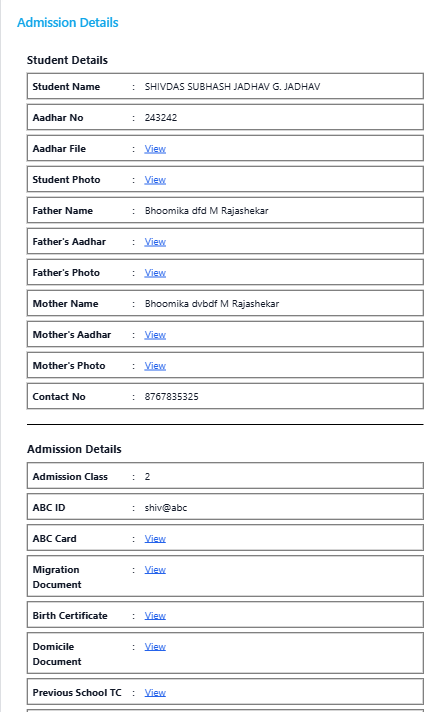 Admission Details
Student Details
Student Name : SHIVDAS SUBHASH JADHAV G. JADHAV
Aadhar No : 243242
Aadhar File : View
Student Photo : View
Father Name : Bhoomika dfd M Rajashekar
Father's Aadhar : View
Father's Photo : View
Mother Name : Bhoomika dvbdf M Rajashekar
Mother's Aadhar : View
Mother's Photo : View
Contact No : 8767835325
Admission Details
Admission Class : 2
ABC ID : shiv@abc
ABC Card : View
Migration : View
Document
Birth Certificate : View
Domicile : View
Document
Previous School TC : View